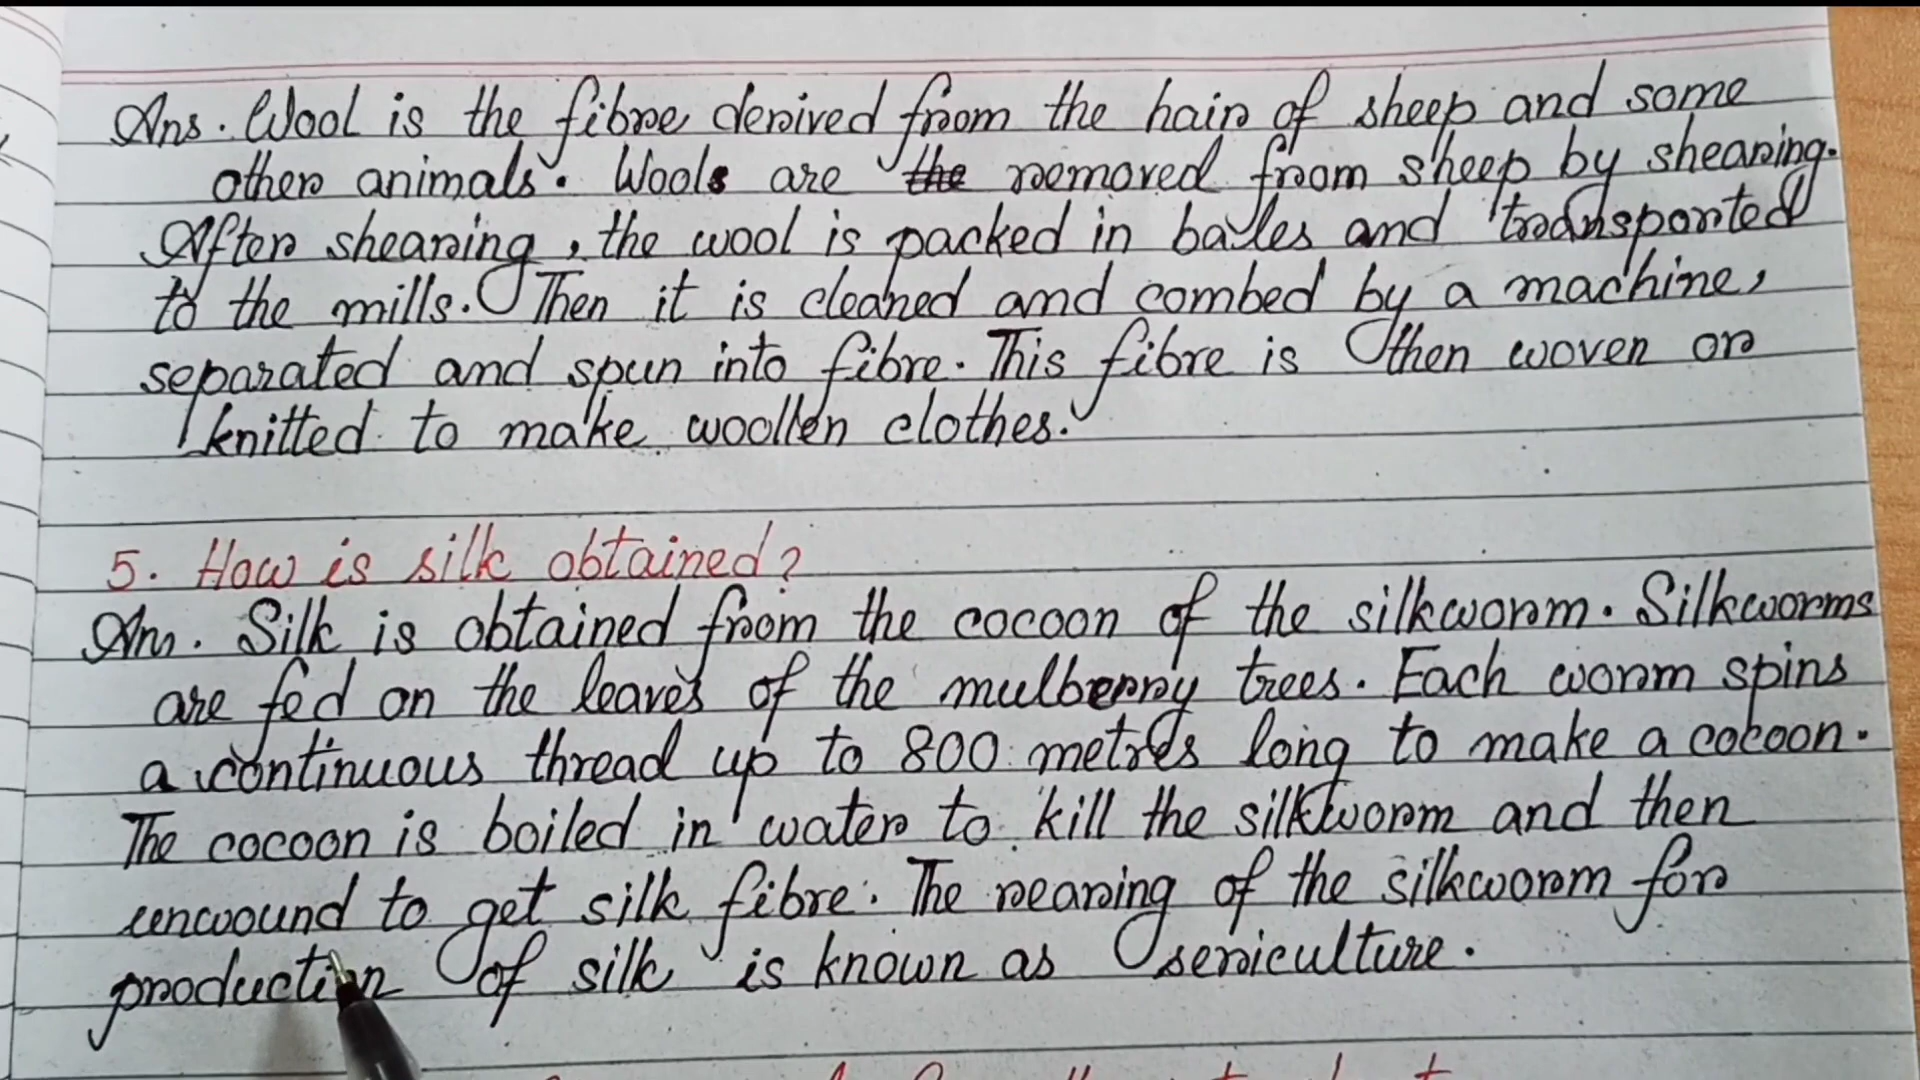 Ans. Wool is the fibre derived from the hair of sheep and some
other animals. Wools are the removed from sheep by shearing.
After shearing, the wool is packed in bales and transported
to the mills. Then it is cleaned and combed by a machine,
separated and spun into fibre. This fibre is then woven or
knitted to make woollen clothes.
5. How is silk obtained?
Ans. Silk is obtained from the cocoon of the silkworm. Silkworms
are fed on the leaves of the mulberry trees. Each worm spins
a continuous thread up to 800 metres long to make a cocoon.
The cocoon is boiled in water to kill the silkworm and then
unwound to get silk fibre. The rearing of the silkworm for
production of silk is known as sericulture.